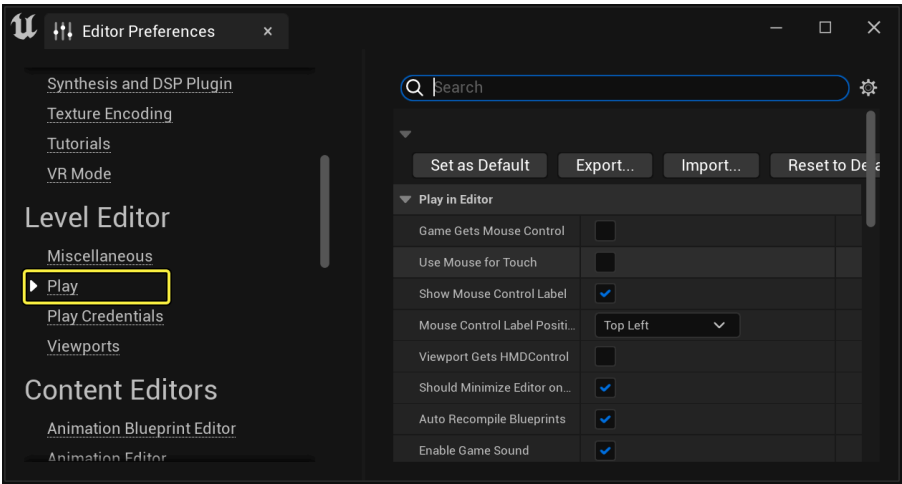 Editor Preferences
Synthesis and DSP Plugin
Texture Encoding
Tutorials
VR Mode
Level Editor
Miscellaneous
Play
Play Credentials
Viewports
Content Editors
Animation Blueprint Editor
Animation Editor
Search
Set as Default Export... Import... Reset to Defa
Play in Editor
Game Gets Mouse Control
Use Mouse for Touch
Show Mouse Control Label
Mouse Control Label Positi... Top Left
Viewport Gets HMDControl
Should Minimize Editor on...
Auto Recompile Blueprints
Enable Game Sound